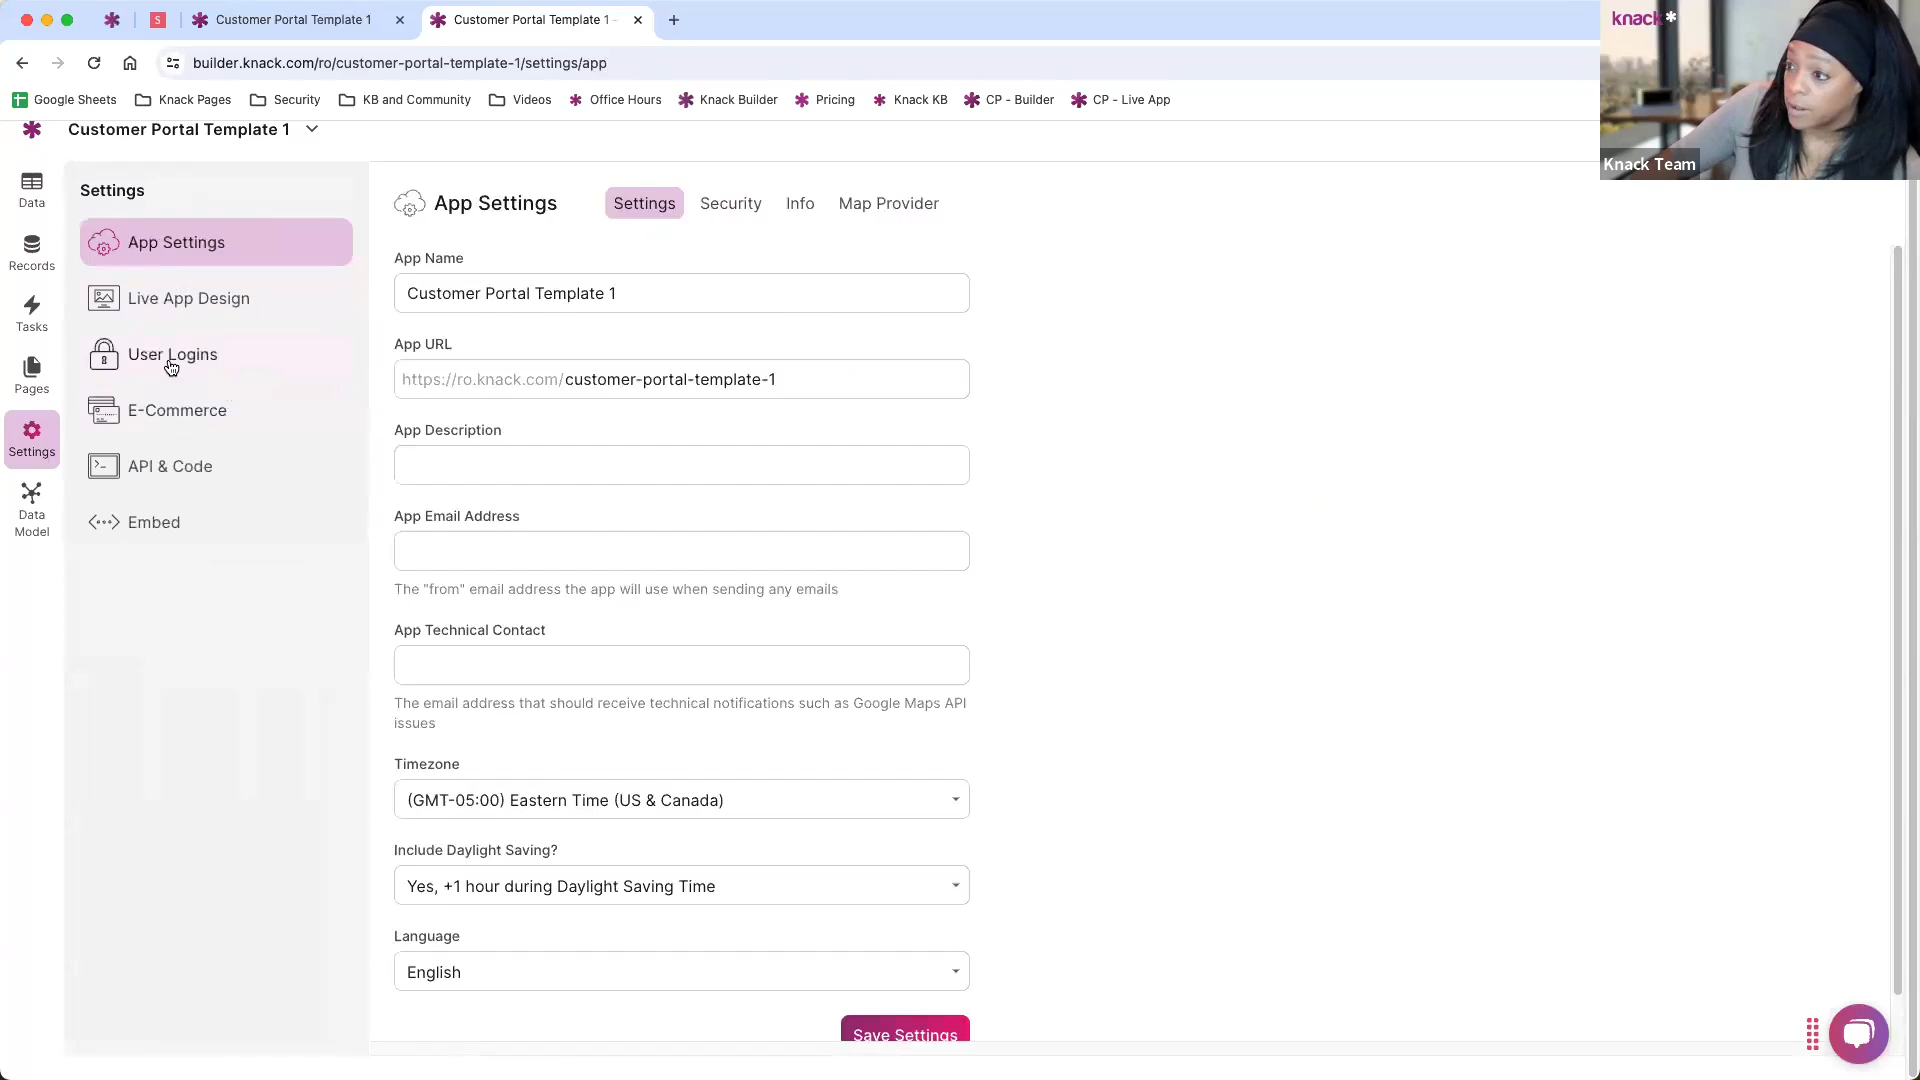 S
Customer Portal Template 1
Customer Portal Template 1 -
builder.knack.com/ro/customer-portal-template-1/settings/app
Google Sheets
Knack Pages
Security
KB and Community
Videos
Office Hours
Knack Builder
Pricing
Knack KB
CP - Builder
CP - Live App
knack*
Knack Team
Customer Portal Template 1
Data
Records
Tasks
Pages
Settings
Data
Model
Settings
App Settings
Live App Design
User Logins
E-Commerce
API & Code
Embed
App Settings
Settings
Security
Info
Map Provider
App Name
Customer Portal Template 1
App URL
https://ro.knack.com/customer-portal-template-1
App Description
App Email Address
The "from" email address the app will use when sending any emails
App Technical Contact
The email address that should receive technical notifications such as Google Maps API
issues
Timezone
(GMT-05:00) Eastern Time (US & Canada)
Include Daylight Saving?
Yes, +1 hour during Daylight Saving Time
Language
English
Save Settings